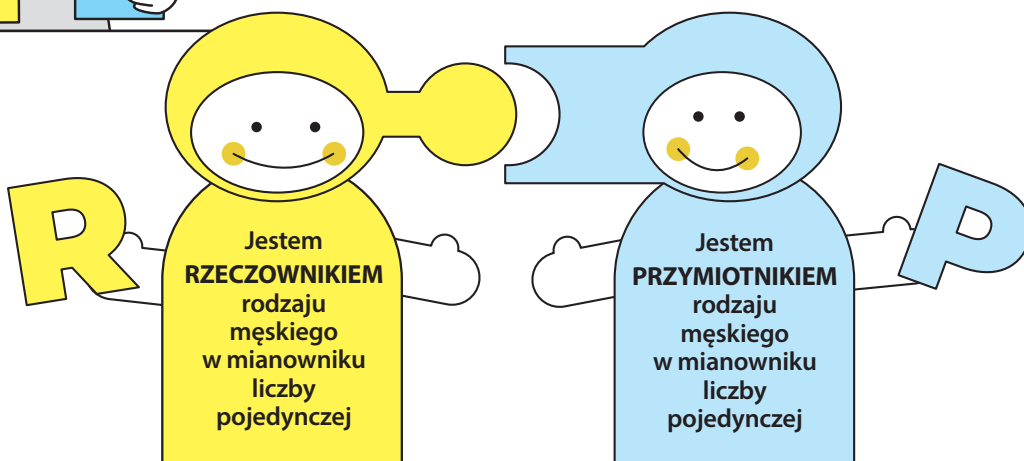 R
Jestem
RZECZOWNIKIEM
rodzaju
męskiego
w mianowniku
liczby
pojedynczej
Jestem
PRZYMIOTNIKIEM
rodzaju
męskiego
w mianowniku
liczby
pojedynczej
P